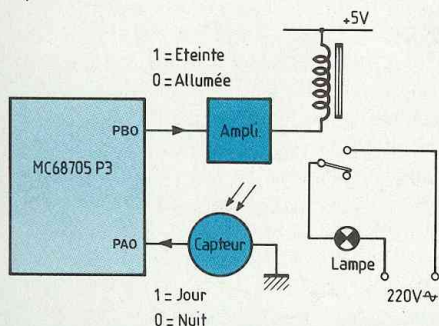 +5V
1 = Eteinte
0 = Allumée
PB0
Ampli.
MC68705 P3
PA0
Capteur
Lampe
1 = Jour
0 = Nuit
220V~